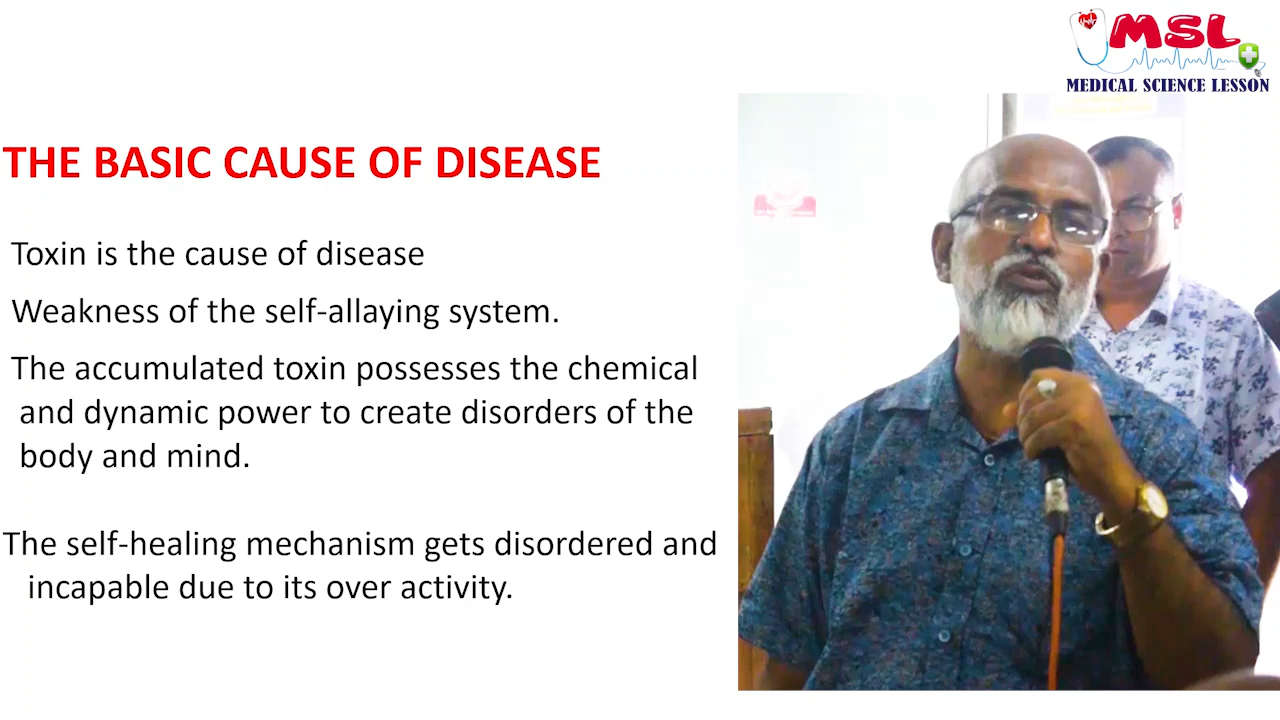 MSL
MEDICAL SCIENCE LESSON
THE BASIC CAUSE OF DISEASE
Toxin is the cause of disease
Weakness of the self-allaying system.
The accumulated toxin possesses the chemical
and dynamic power to create disorders of the
body and mind.
The self-healing mechanism gets disordered and
incapable due to its over activity.